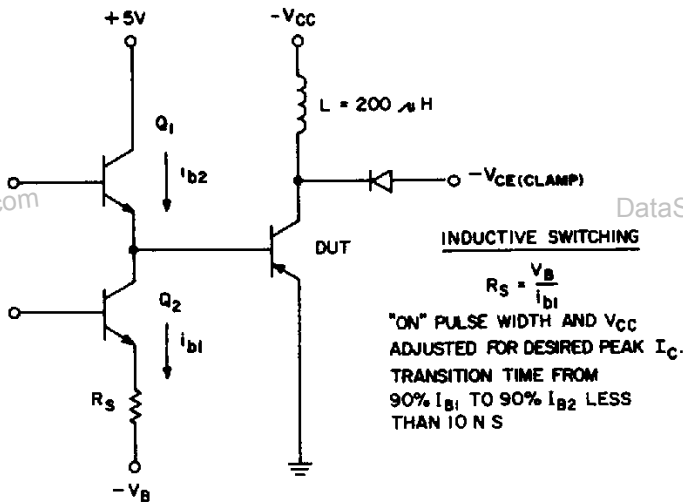 +5V
-VCC
L = 200 μH
Q1
ib2
-VCE(CLAMP)
com
DataS
DUT
INDUCTIVE SWITCHING
RS = VB / ib1
Q2
ib1
"ON" PULSE WIDTH AND VCC
ADJUSTED FOR DESIRED PEAK IC.
TRANSITION TIME FROM
90% IB1 TO 90% IB2 LESS
THAN 10 N S
RS
-VB